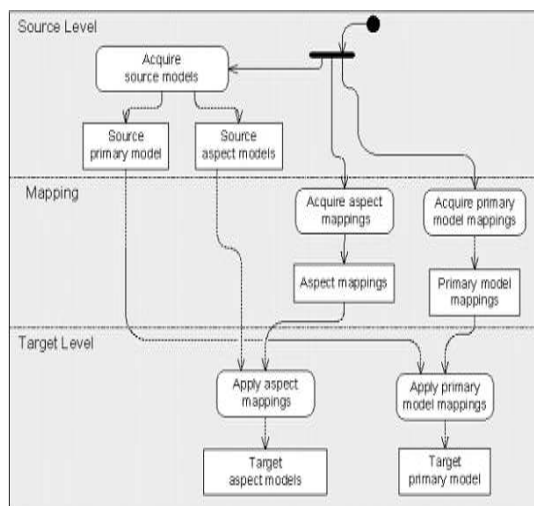 Source Level
Acquire
source models
Source
primary model
Source
aspect models
Mapping
Acquire aspect
mappings
Acquire primary
model mappings
Aspect mappings
Primary model
mappings
Target Level
Apply aspect
mappings
Apply primary
model mappings
Target
aspect models
Target
primary model